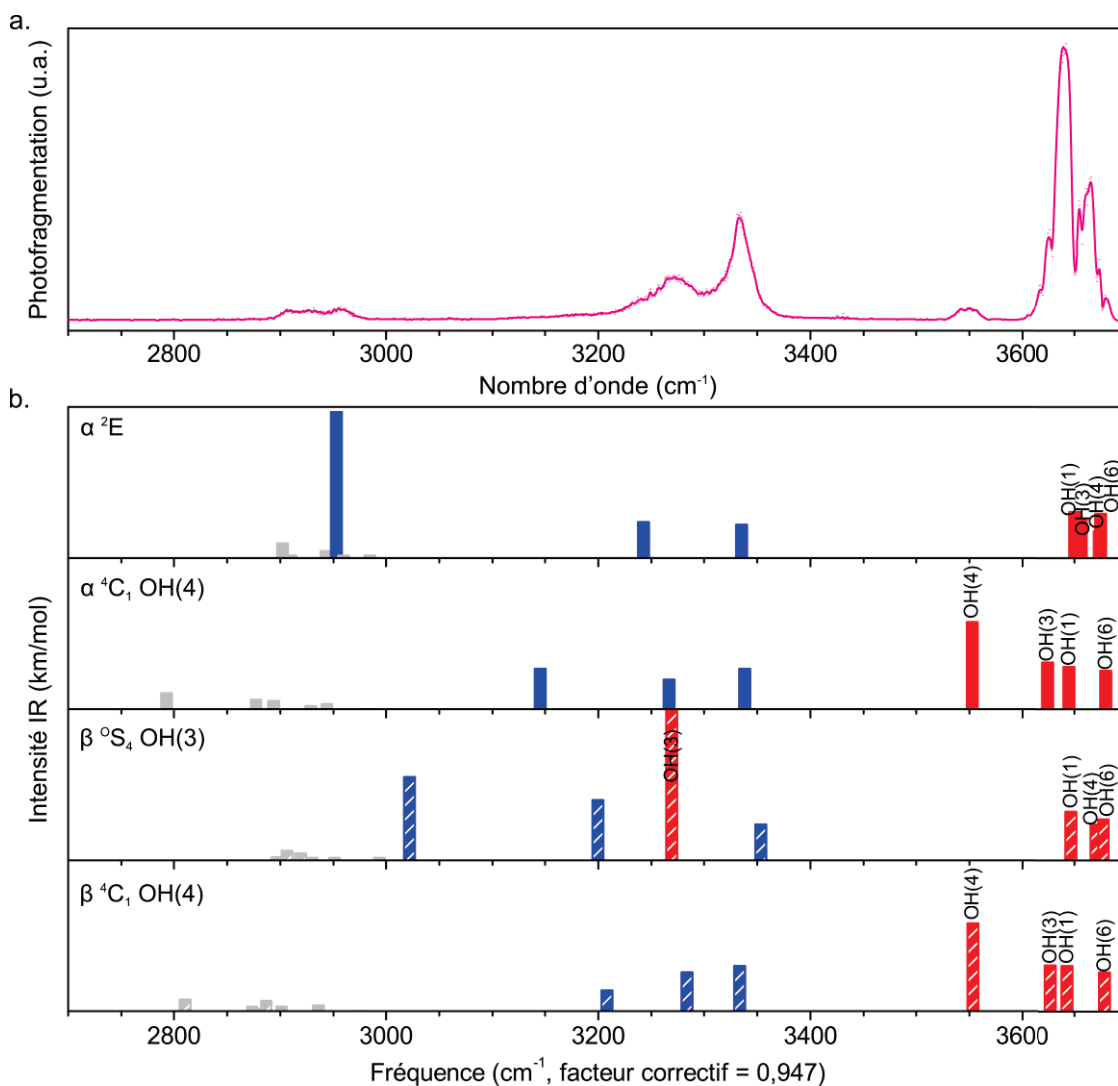 a.
Photofragmentation (u.a.)
2800 3000 3200 3400 3600
Nombre d'onde (cm⁻¹)
b.
Intensité IR (km/mol)
α ²E
OH(1)
OH(3)
OH(4)
OH(6)
α ⁴C₁ OH(4)
OH(4)
OH(3)
OH(1)
OH(6)
β ᴼS₄ OH(3)
OH(3)
OH(1)
OH(4)
OH(6)
β ⁴C₁ OH(4)
OH(4)
OH(3)
OH(1)
OH(6)
2800 3000 3200 3400 3600
Fréquence (cm⁻¹, facteur correctif = 0,947)